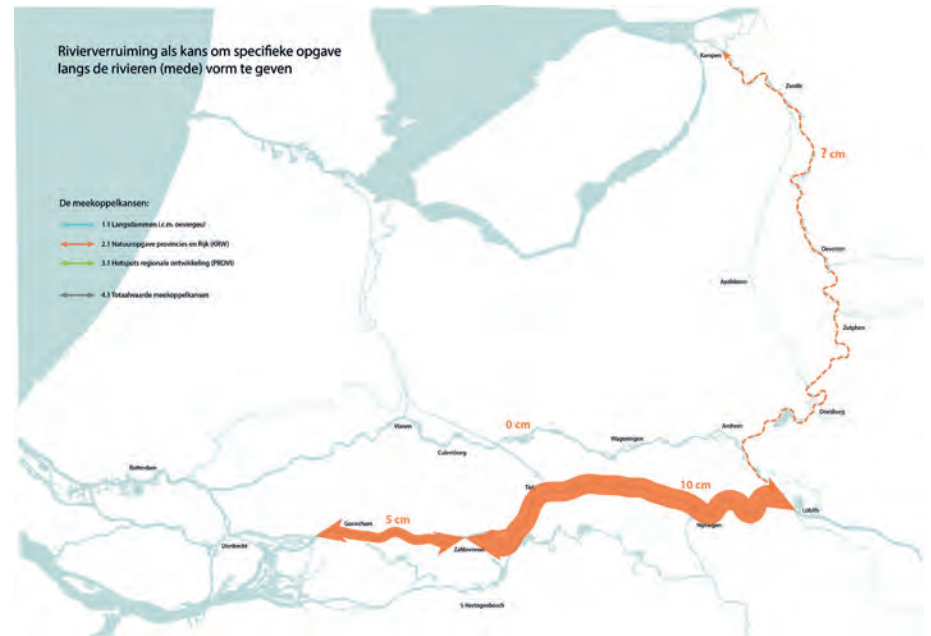 Rivierverruiming als kans om specifieke opgave
langs de rivieren (mede) vorm te geven
De meekoppelkansen:
1.1 Langsdammen i.c.m. oevergeul
2.1 Natuuropgave provincies en Rijk (KRW)
3.1 Hotspots regionale ontwikkeling (PROVI)
4.1 Totaalwaarde meekoppelkansen
Kampen
Zwolle
? cm
Deventer
Apeldoorn
Zutphen
Doesburg
Arnhem
0 cm
Vianen
Culemborg
Wageningen
Rotterdam
Tiel
10 cm
Lobith
Nijmegen
Gorinchem
5 cm
Dordrecht
Zaltbommel
'S Hertogenbosch